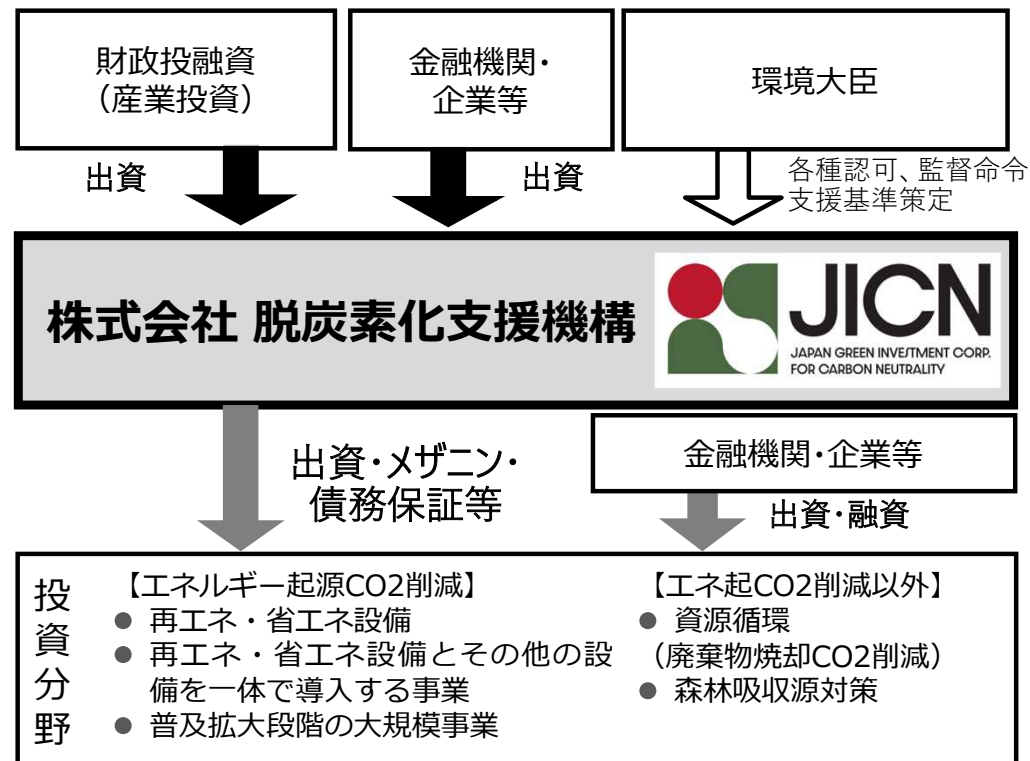 財政投融資
（産業投資）
金融機関・
企業等
環境大臣
出資
出資
各種認可、監督命令
支援基準策定
株式会社 脱炭素化支援機構
JICN
JAPAN GREEN INVESTMENT CORP.
FOR CARBON NEUTRALITY
出資・メザニン・
債務保証等
金融機関・企業等
出資・融資
投資分野
【エネルギー起源CO2削減】
● 再エネ・省エネ設備
● 再エネ・省エネ設備とその他の設
備を一体で導入する事業
● 普及拡大段階の大規模事業
【エネ起CO2削減以外】
● 資源循環
（廃棄物焼却CO2削減）
● 森林吸収源対策